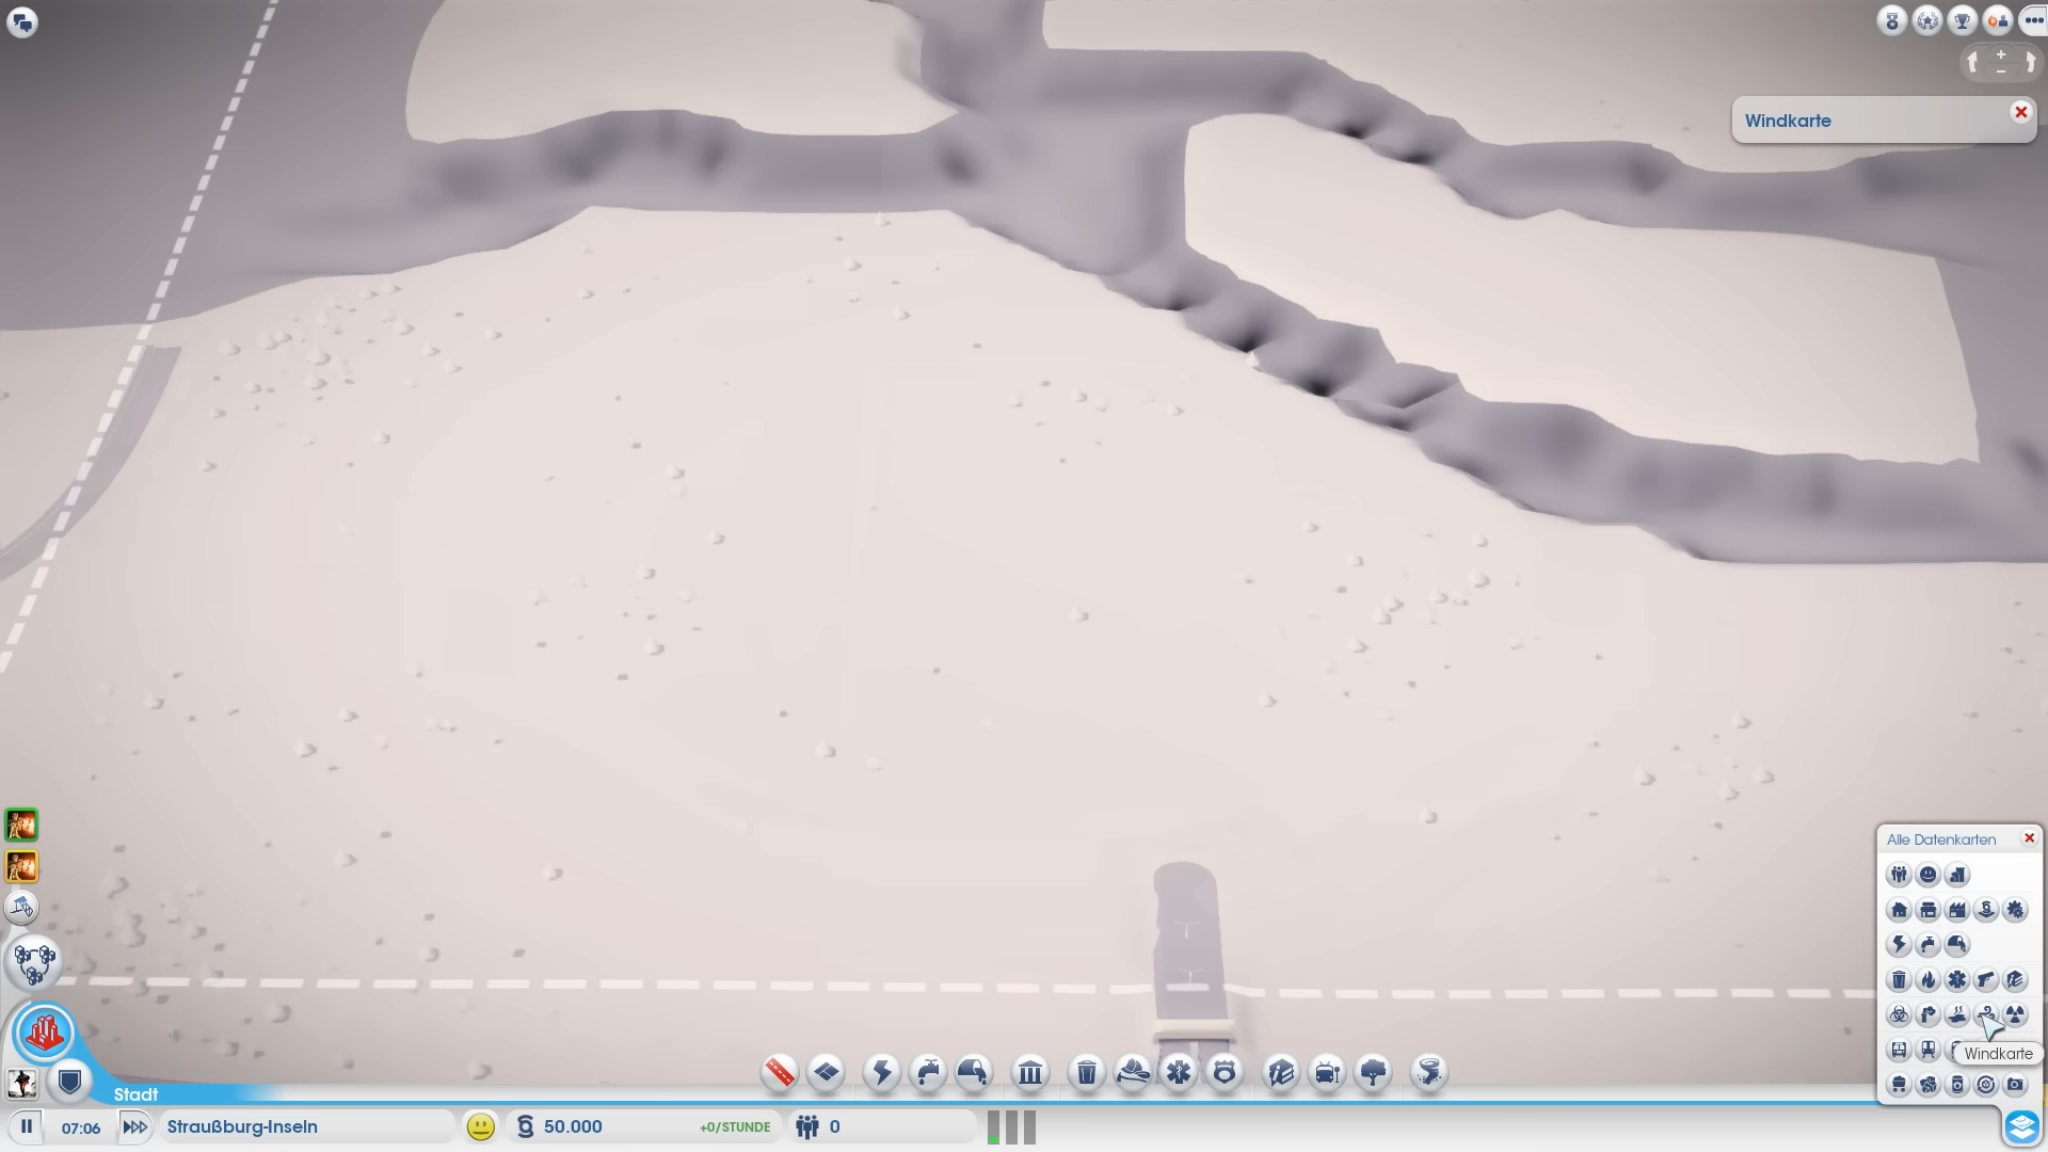 Windkarte
Alle Datenkarten
Windkarte
Stadt
07:06
Straußburg-Inseln
50.000
+0/STUNDE
0